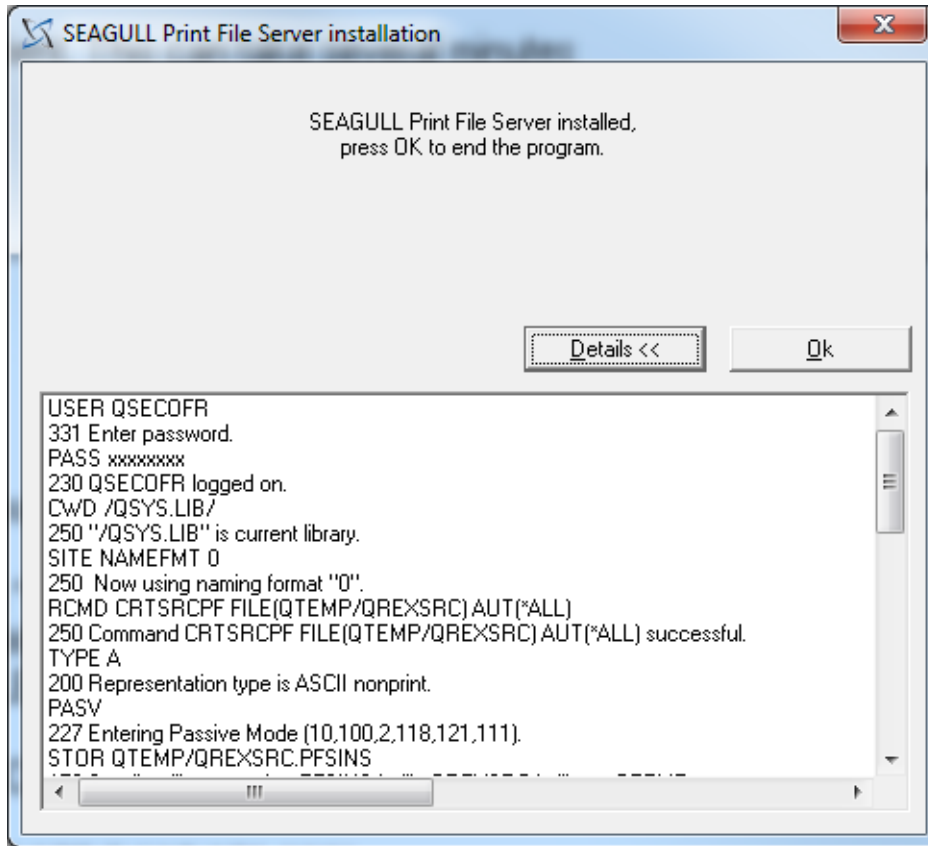 SEAGULL Print File Server installation
SEAGULL Print File Server installed,
press OK to end the program.
Details <<
Ok
USER QSECOFR
331 Enter password.
PASS xxxxxxxx
230 QSECOFR logged on.
CWD /QSYS.LIB/
250 "/QSYS.LIB" is current library.
SITE NAMEFMT 0
250  Now using naming format "0".
RCMD CRTSRCPF FILE(QTEMP/QREXSRC) AUT(*ALL)
250 Command CRTSRCPF FILE(QTEMP/QREXSRC) AUT(*ALL) successful.
TYPE A
200 Representation type is ASCII nonprint.
PASV
227 Entering Passive Mode (10,100,2,118,121,111).
STOR QTEMP/QREXSRC.PFSINS